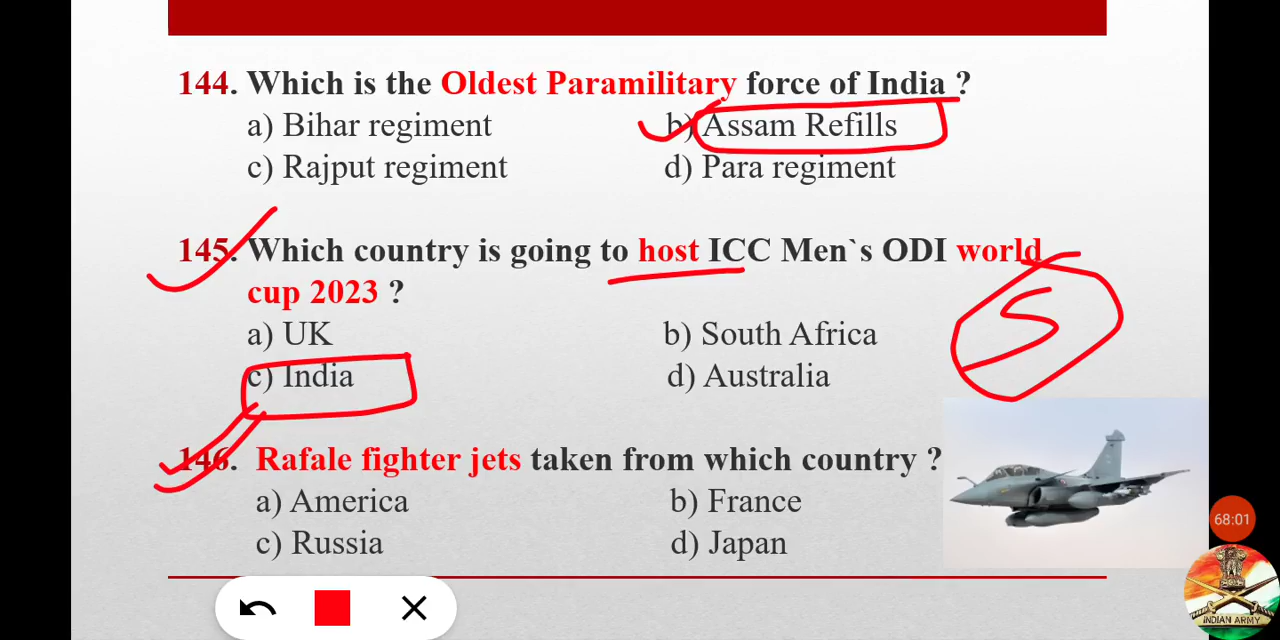 144. Which is the Oldest Paramilitary force of India ?
a) Bihar regiment b) Assam Refills
c) Rajput regiment d) Para regiment
145. Which country is going to host ICC Men`s ODI world
cup 2023 ?
a) UK b) South Africa
5
c) India d) Australia
146. Rafale fighter jets taken from which country ?
a) America b) France
c) Russia d) Japan
68:01
INDIAN ARMY